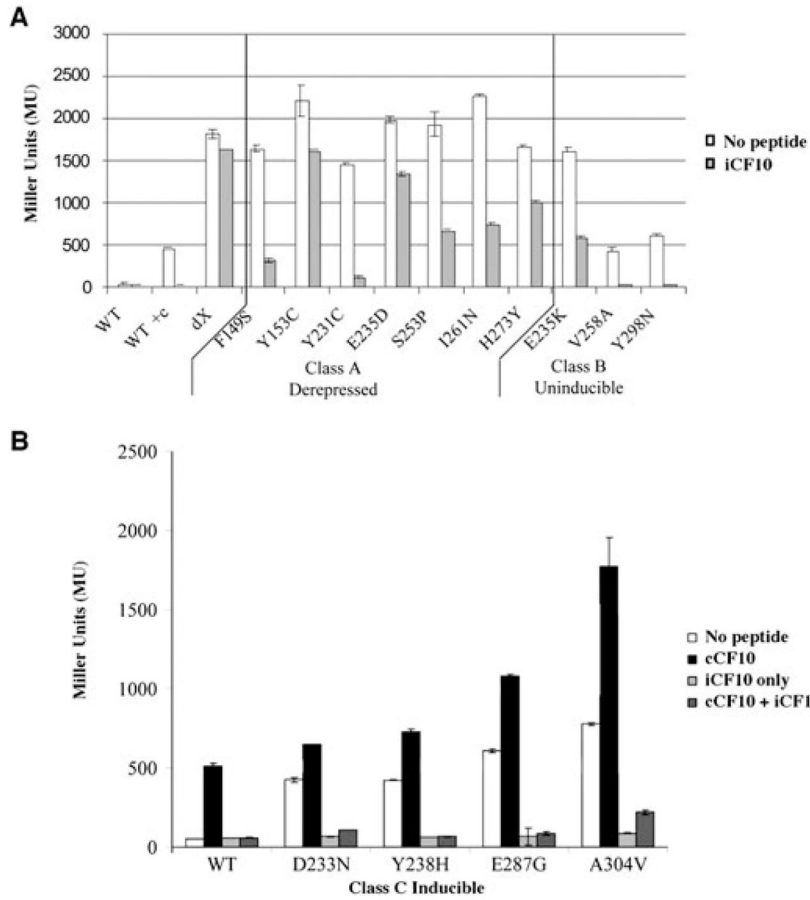 A
3000
2500
2000
1500
1000
500
0
Miller Units (MU)
No peptide
iCF10
WT
WT +c
dX
F149S
Y153C
Y231C
E235D
S253P
I261N
H273Y
E235K
V258A
Y298N
Class A
Derepressed
Class B
Uninducible
B
2500
2000
1500
1000
500
0
Miller Units (MU)
No peptide
cCF10
iCF10 only
cCF10 + iCF1
WT
D233N
Y238H
E287G
A304V
Class C Inducible